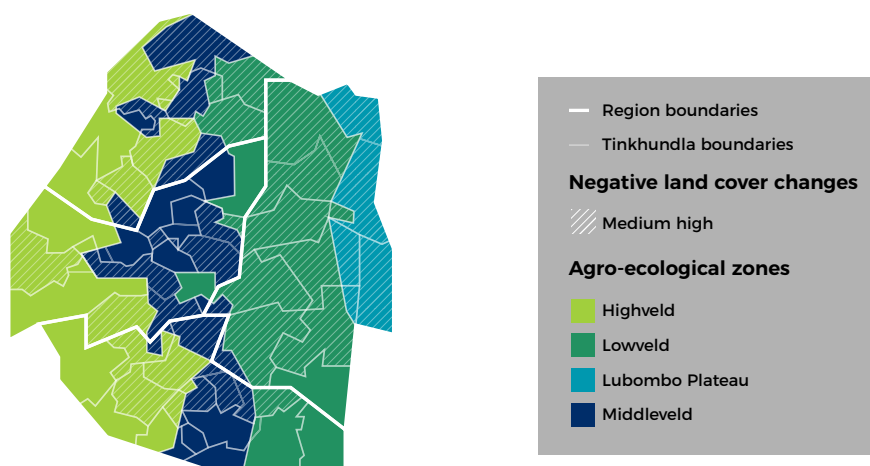 Region boundaries
Tinkhundla boundaries
Negative land cover changes
Medium high
Agro-ecological zones
Highveld
Lowveld
Lubombo Plateau
Middleveld